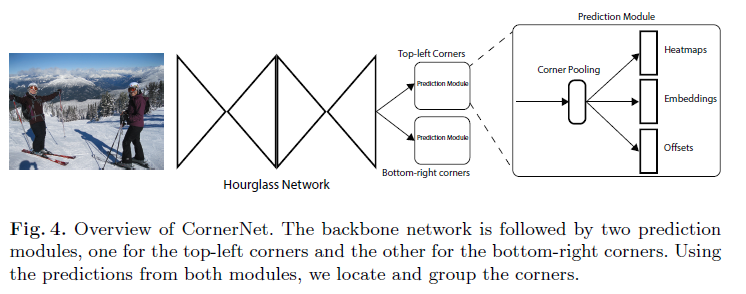 Prediction Module
Top-left Corners
Prediction Module
Corner Pooling
Heatmaps
Embeddings
Offsets
Prediction Module
Bottom-right corners
Hourglass Network
Fig. 4. Overview of CornerNet. The backbone network is followed by two prediction
modules, one for the top-left corners and the other for the bottom-right corners. Using
the predictions from both modules, we locate and group the corners.